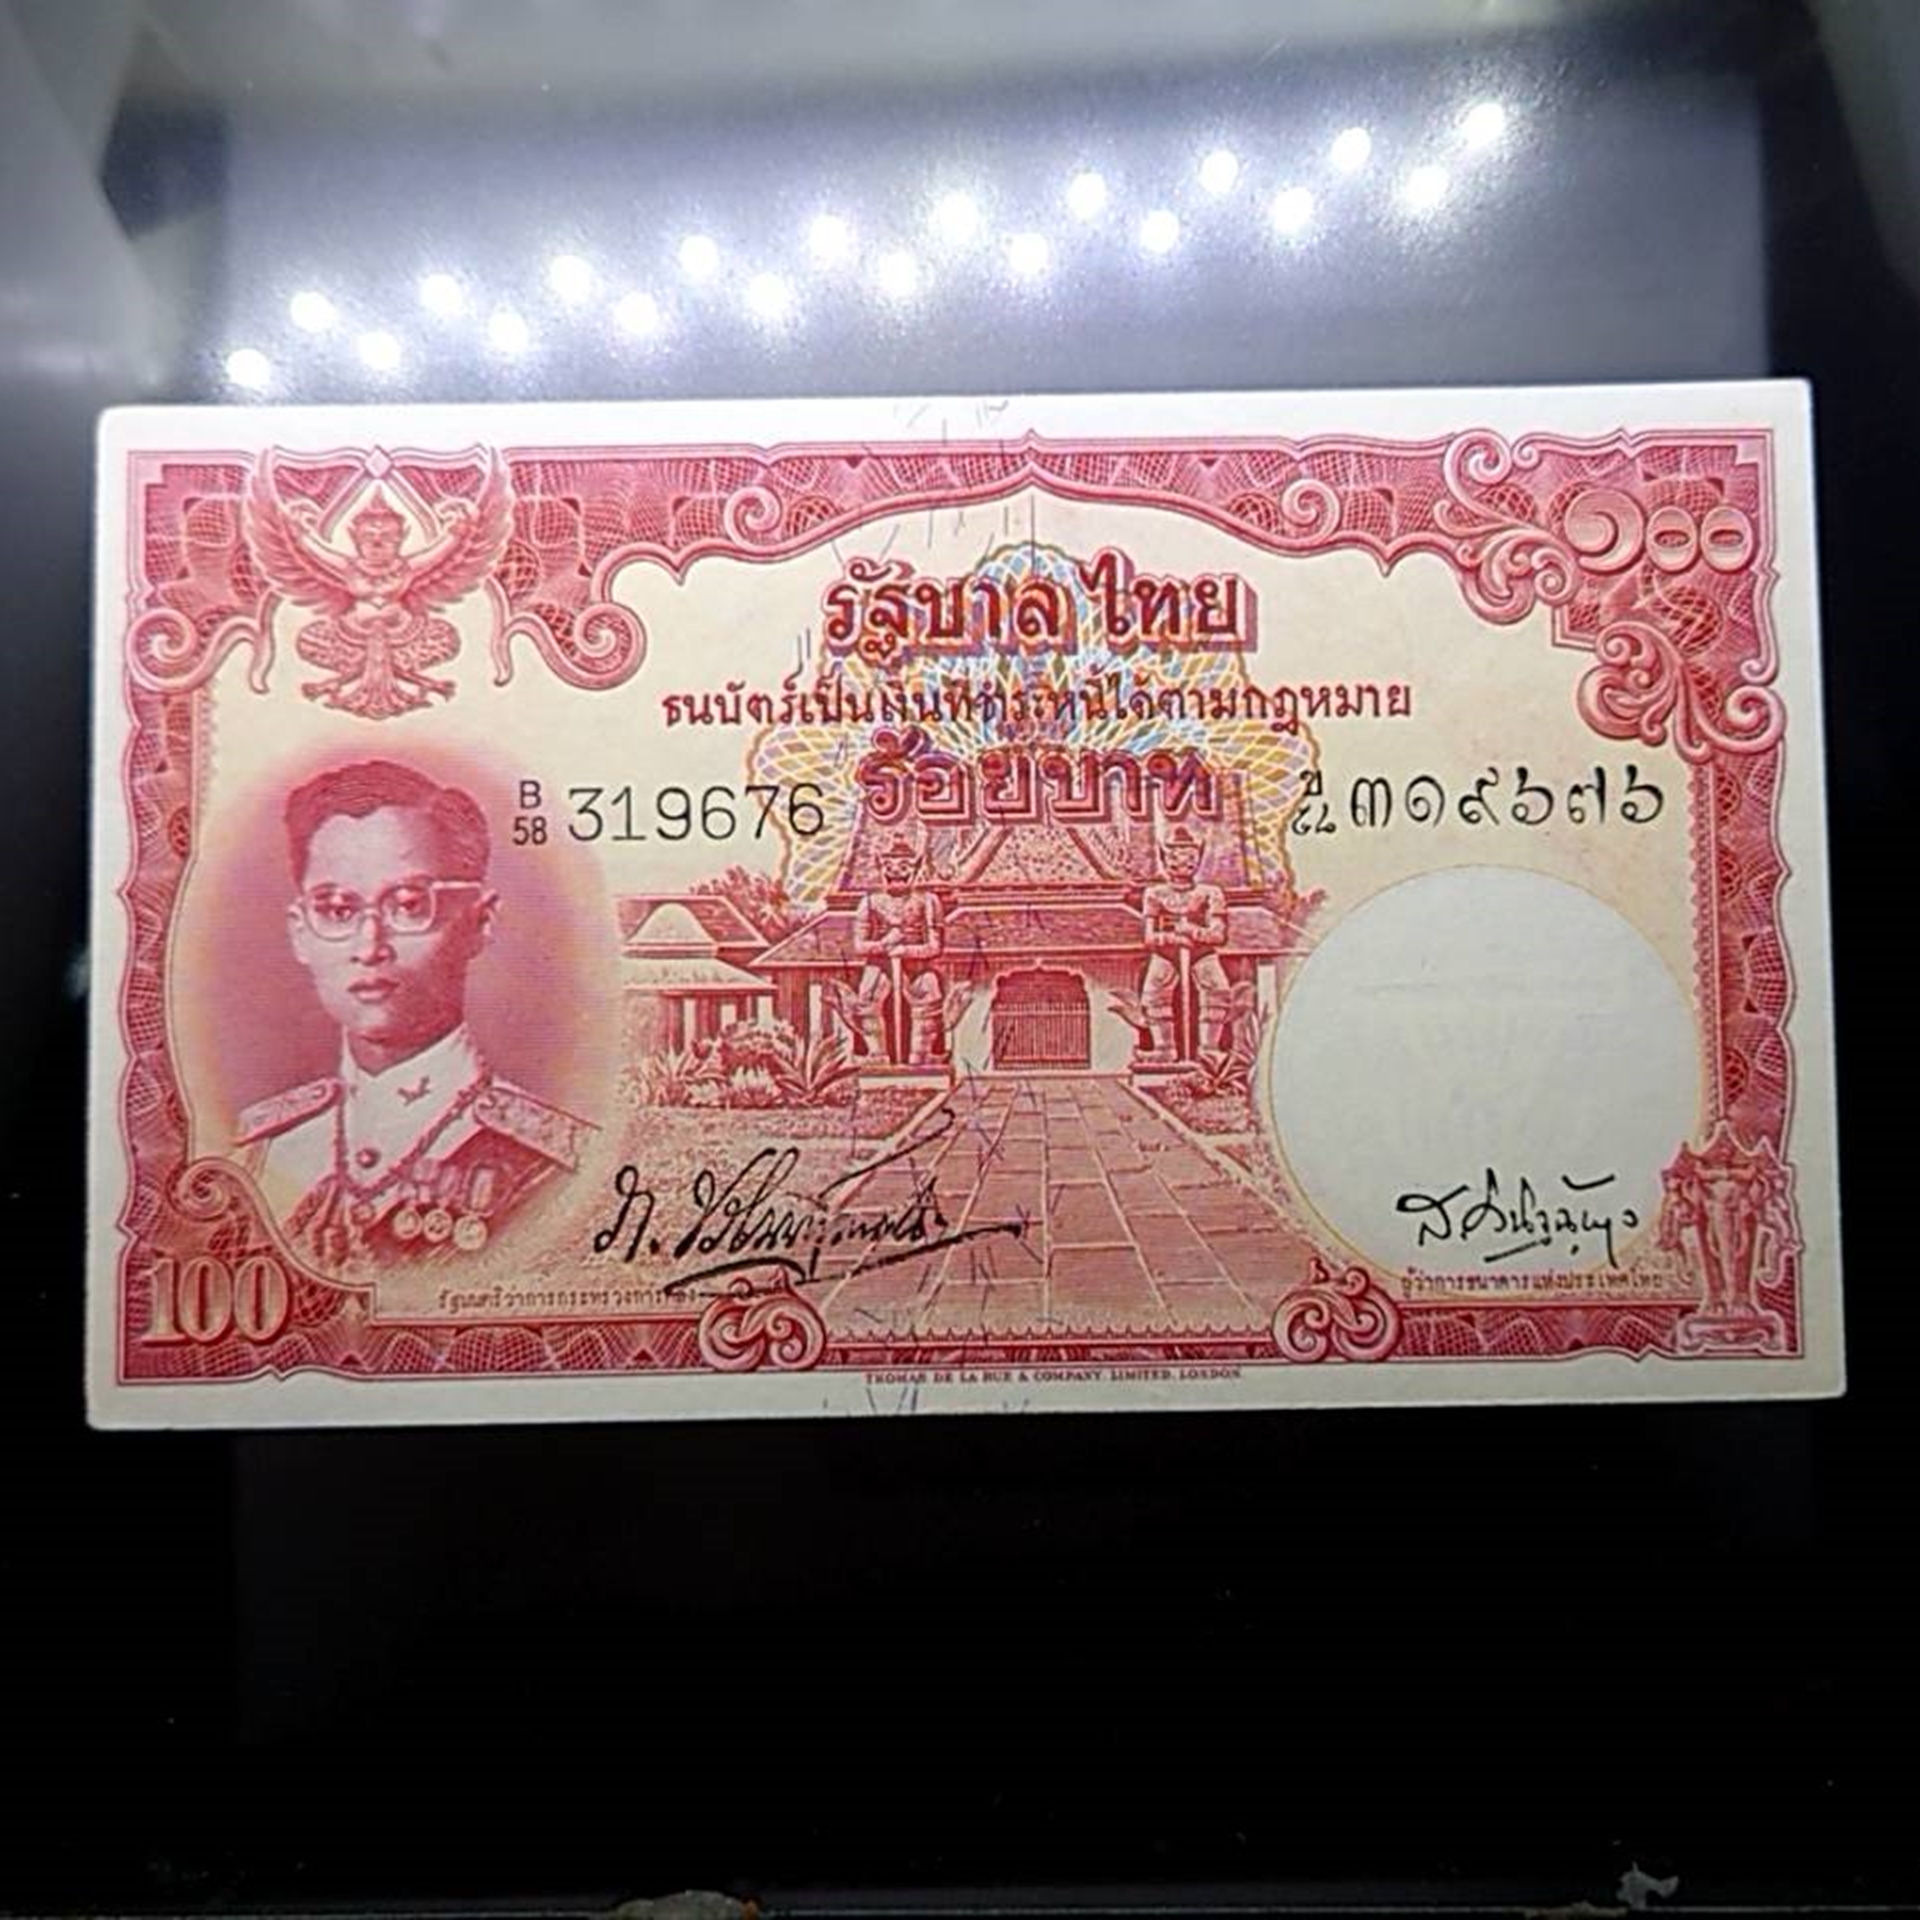 ๑๐๐
รัฐบาลไทย
ธนบัตร์เป็นเงินที่ชำระหนี้ได้ตามกฎหมาย
ร้อยบาท
B/58 319676
ข/๕๘ ๓๑๙๖๗๖
100
รัฐมนตรีว่าการกระทรวงการคลัง
ผู้ว่าการธนาคารแห่งประเทศไทย
THOMAS DE LA RUE & COMPANY, LIMITED, LONDON.